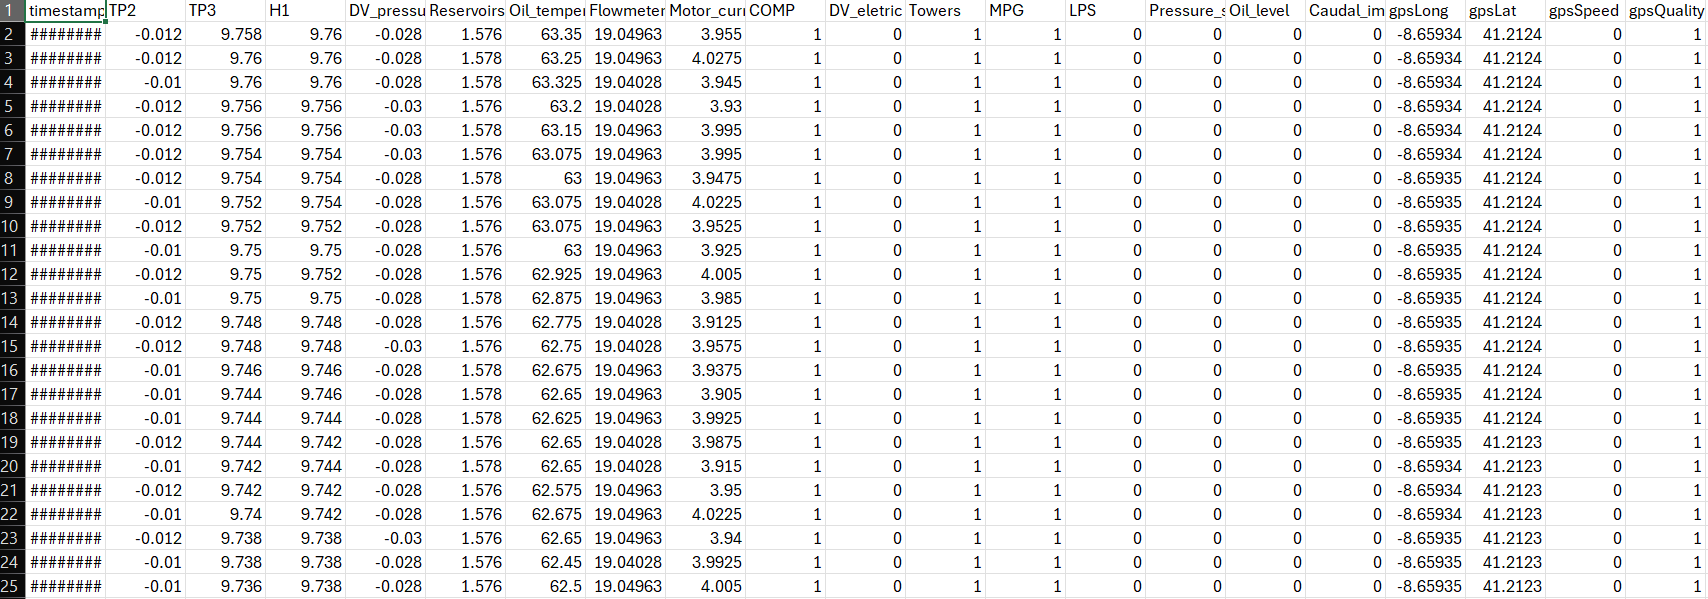 1 timestamp TP2 TP3 H1 DV_pressu Reservoirs Oil_temper Flowmeter Motor_curr COMP DV_eletric Towers MPG LPS Pressure_s Oil_level Caudal_im gpsLong gpsLat gpsSpeed gpsQuality
2 ######## -0.012 9.758 9.76 -0.028 1.576 63.35 19.04963 3.955 1 0 1 1 0 0 0 0 -8.65934 41.2124 0 1
3 ######## -0.012 9.76 9.76 -0.028 1.578 63.25 19.04963 4.0275 1 0 1 1 0 0 0 0 -8.65934 41.2124 0 1
4 ######## -0.01 9.76 9.76 -0.028 1.578 63.325 19.04028 3.945 1 0 1 1 0 0 0 0 -8.65934 41.2124 0 1
5 ######## -0.012 9.756 9.756 -0.03 1.576 63.2 19.04028 3.93 1 0 1 1 0 0 0 0 -8.65934 41.2124 0 1
6 ######## -0.012 9.756 9.756 -0.03 1.578 63.15 19.04963 3.995 1 0 1 1 0 0 0 0 -8.65934 41.2124 0 1
7 ######## -0.012 9.754 9.754 -0.03 1.576 63.075 19.04963 3.995 1 0 1 1 0 0 0 0 -8.65934 41.2124 0 1
8 ######## -0.012 9.754 9.754 -0.028 1.578 63 19.04963 3.9475 1 0 1 1 0 0 0 0 -8.65935 41.2124 0 1
9 ######## -0.01 9.752 9.754 -0.028 1.576 63.075 19.04028 4.0225 1 0 1 1 0 0 0 0 -8.65935 41.2124 0 1
10 ######## -0.012 9.752 9.752 -0.028 1.576 63.075 19.04963 3.9525 1 0 1 1 0 0 0 0 -8.65935 41.2124 0 1
11 ######## -0.01 9.75 9.75 -0.028 1.576 63 19.04963 3.925 1 0 1 1 0 0 0 0 -8.65935 41.2124 0 1
12 ######## -0.012 9.75 9.752 -0.028 1.576 62.925 19.04963 4.005 1 0 1 1 0 0 0 0 -8.65935 41.2124 0 1
13 ######## -0.01 9.75 9.75 -0.028 1.578 62.875 19.04963 3.985 1 0 1 1 0 0 0 0 -8.65935 41.2124 0 1
14 ######## -0.012 9.748 9.748 -0.028 1.576 62.775 19.04028 3.9125 1 0 1 1 0 0 0 0 -8.65935 41.2124 0 1
15 ######## -0.012 9.748 9.748 -0.03 1.576 62.75 19.04028 3.9575 1 0 1 1 0 0 0 0 -8.65935 41.2124 0 1
16 ######## -0.01 9.746 9.746 -0.028 1.578 62.675 19.04028 3.9375 1 0 1 1 0 0 0 0 -8.65935 41.2124 0 1
17 ######## -0.01 9.744 9.746 -0.028 1.578 62.65 19.04028 3.905 1 0 1 1 0 0 0 0 -8.65935 41.2124 0 1
18 ######## -0.01 9.744 9.744 -0.028 1.578 62.625 19.04963 3.9925 1 0 1 1 0 0 0 0 -8.65935 41.2124 0 1
19 ######## -0.012 9.744 9.742 -0.028 1.576 62.65 19.04028 3.9875 1 0 1 1 0 0 0 0 -8.65935 41.2123 0 1
20 ######## -0.01 9.742 9.744 -0.028 1.578 62.65 19.04028 3.915 1 0 1 1 0 0 0 0 -8.65934 41.2123 0 1
21 ######## -0.012 9.742 9.742 -0.028 1.576 62.575 19.04963 3.95 1 0 1 1 0 0 0 0 -8.65934 41.2123 0 1
22 ######## -0.01 9.74 9.742 -0.028 1.576 62.675 19.04963 4.0225 1 0 1 1 0 0 0 0 -8.65934 41.2123 0 1
23 ######## -0.012 9.738 9.738 -0.03 1.576 62.65 19.04963 3.94 1 0 1 1 0 0 0 0 -8.65935 41.2123 0 1
24 ######## -0.01 9.738 9.738 -0.028 1.576 62.45 19.04028 3.9925 1 0 1 1 0 0 0 0 -8.65935 41.2123 0 1
25 ######## -0.01 9.736 9.738 -0.028 1.576 62.5 19.04963 4.005 1 0 1 1 0 0 0 0 -8.65935 41.2123 0 1